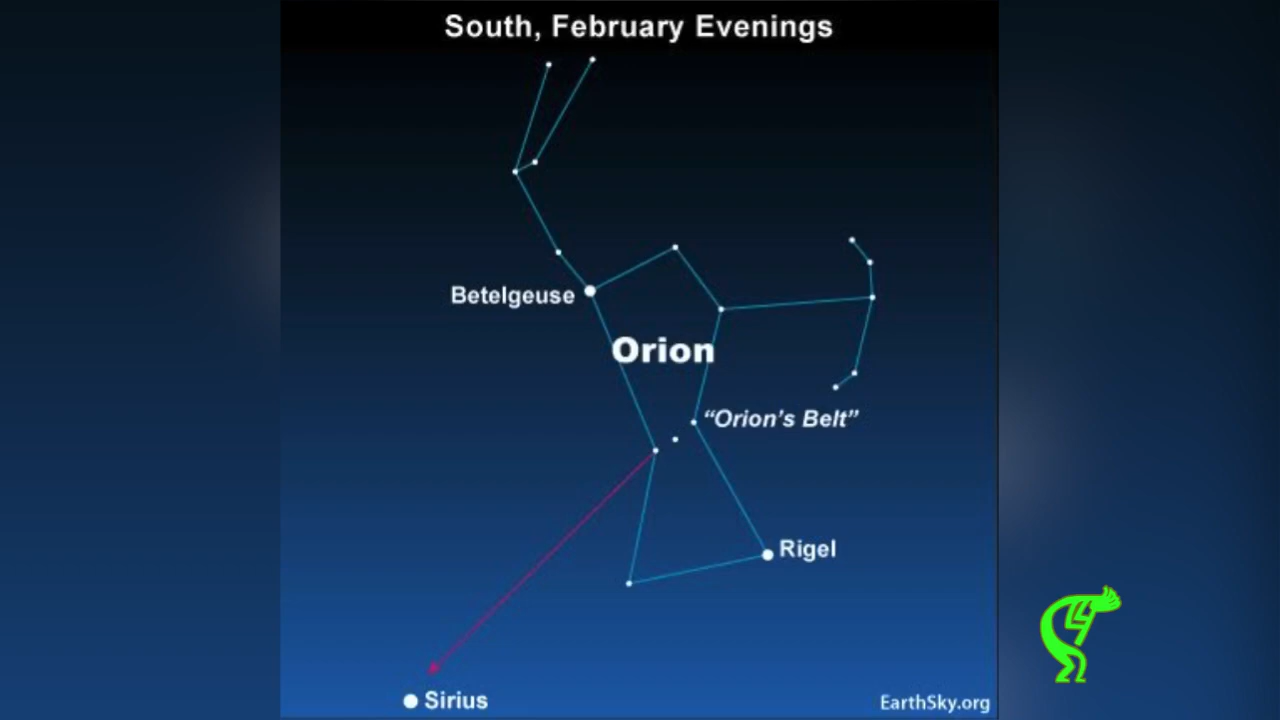 South, February Evenings
Betelgeuse
Orion
“Orion’s Belt”
Rigel
Sirius
EarthSky.org